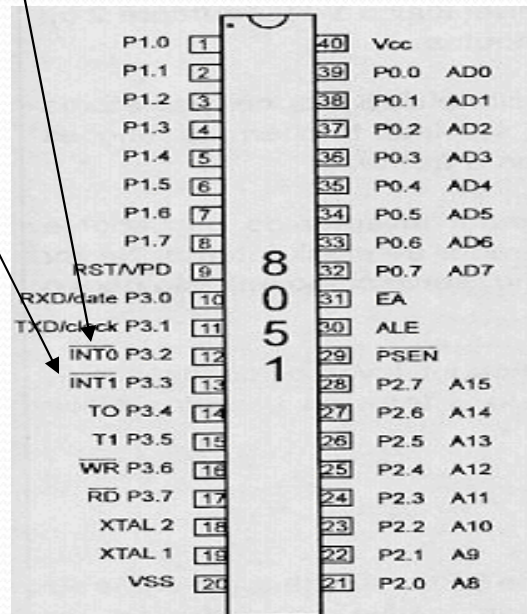 P1.0 1 40 Vcc
P1.1 2 39 P0.0 AD0
P1.2 3 38 P0.1 AD1
P1.3 4 37 P0.2 AD2
P1.4 5 36 P0.3 AD3
P1.5 6 35 P0.4 AD4
P1.6 7 34 P0.5 AD5
P1.7 8 33 P0.6 AD6
RST/VPD 9 32 P0.7 AD7
RXD/date P3.0 10 31 EA
TXD/clock P3.1 11 30 ALE
INT0 P3.2 12 29 PSEN
INT1 P3.3 13 28 P2.7 A15
TO P3.4 14 27 P2.6 A14
T1 P3.5 15 26 P2.5 A13
WR P3.6 16 25 P2.4 A12
RD P3.7 17 24 P2.3 A11
XTAL 2 18 23 P2.2 A10
XTAL 1 19 22 P2.1 A9
VSS 20 21 P2.0 A8
8051